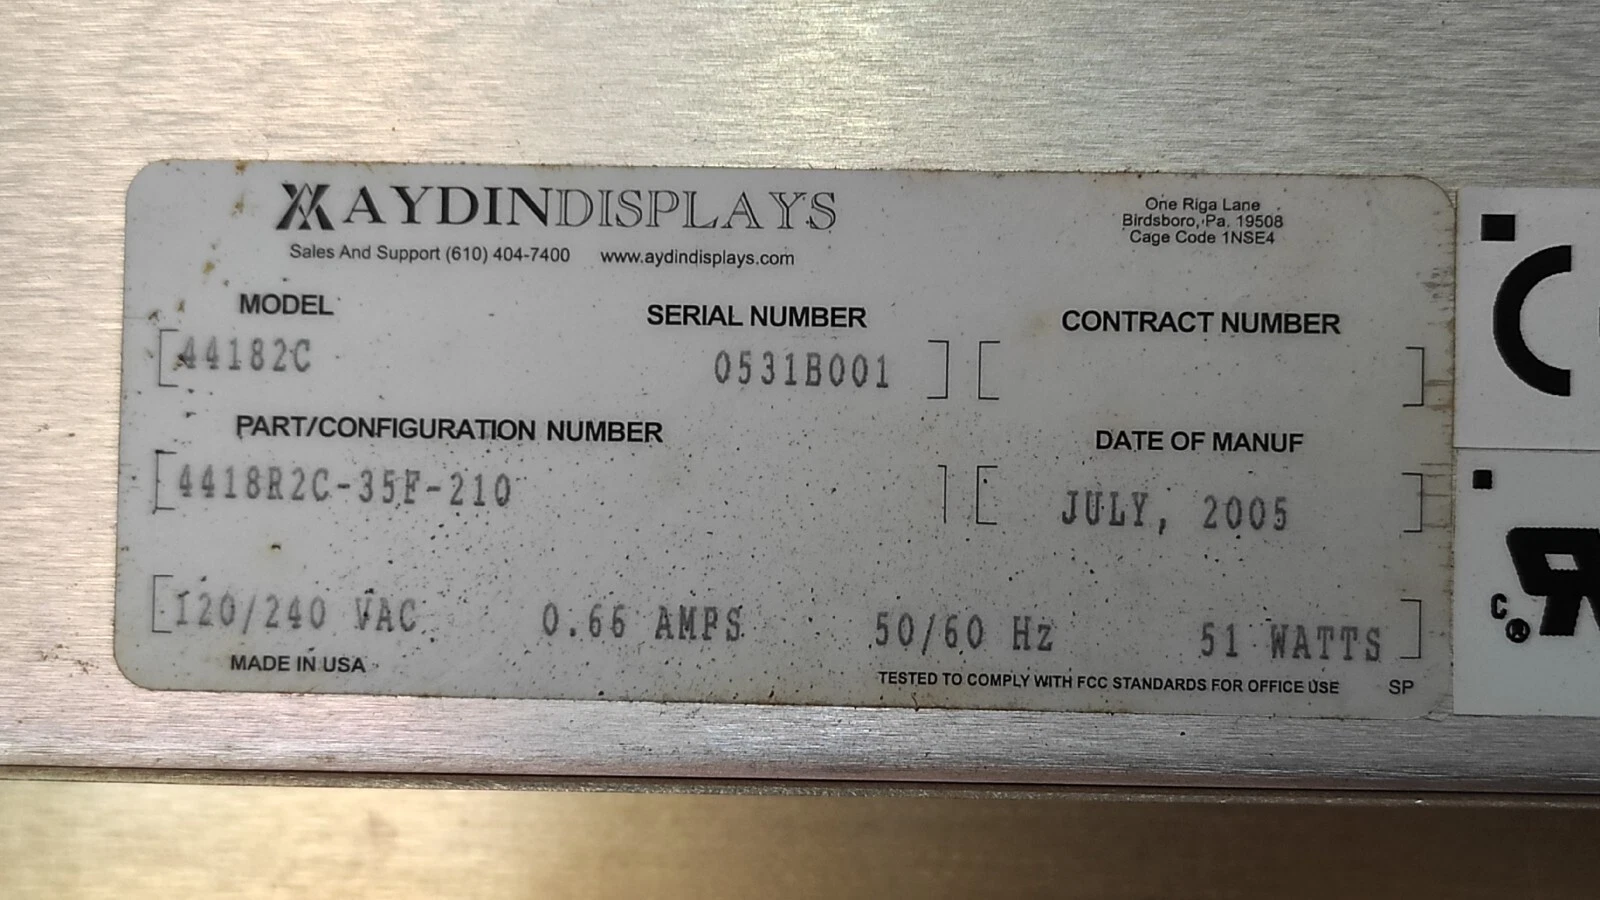 AYDINDISPLAYS
Sales And Support (610) 404-7400 www.aydindisplays.com
One Riga Lane
Birdsboro, Pa. 19508
Cage Code 1NSE4
MODEL SERIAL NUMBER CONTRACT NUMBER
[44182C 0531B001] [ ]
PART/CONFIGURATION NUMBER DATE OF MANUF
[4418R2C-35F-210 ] [JULY, 2005]
[120/240 VAC 0.66 AMPS 50/60 Hz 51 WATTS]
MADE IN USA
TESTED TO COMPLY WITH FCC STANDARDS FOR OFFICE USE SP